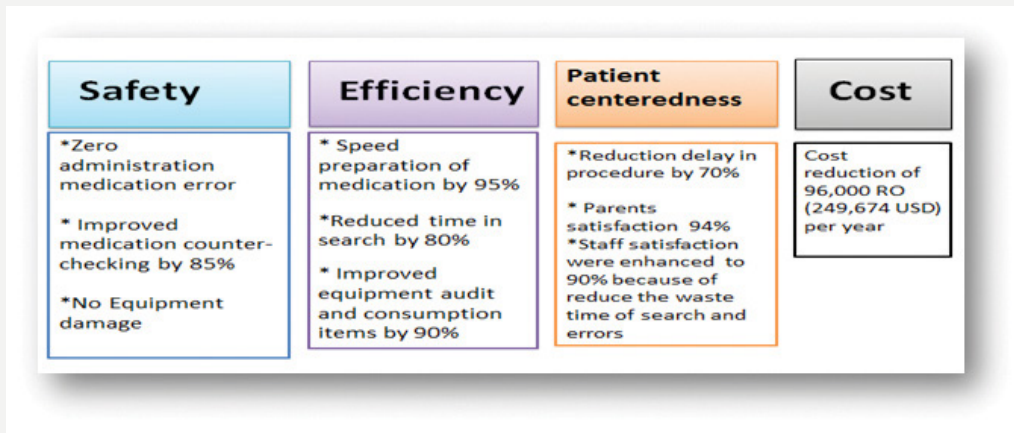 Safety
*Zero
administration
medication error
* Improved
medication counter-
checking by 85%
*No Equipment
damage
Efficiency
* Speed
preparation of
medication by 95%
*Reduced time in
search by 80%
* Improved
equipment audit
and consumption
items by 90%
Patient
centeredness
*Reduction delay in
procedure by 70%
* Parents
satisfaction 94%
*Staff satisfaction
were enhanced to
90% because of
reduce the waste
time of search and
errors
Cost
Cost
reduction of
96,000 RO
(249,674 USD)
per year